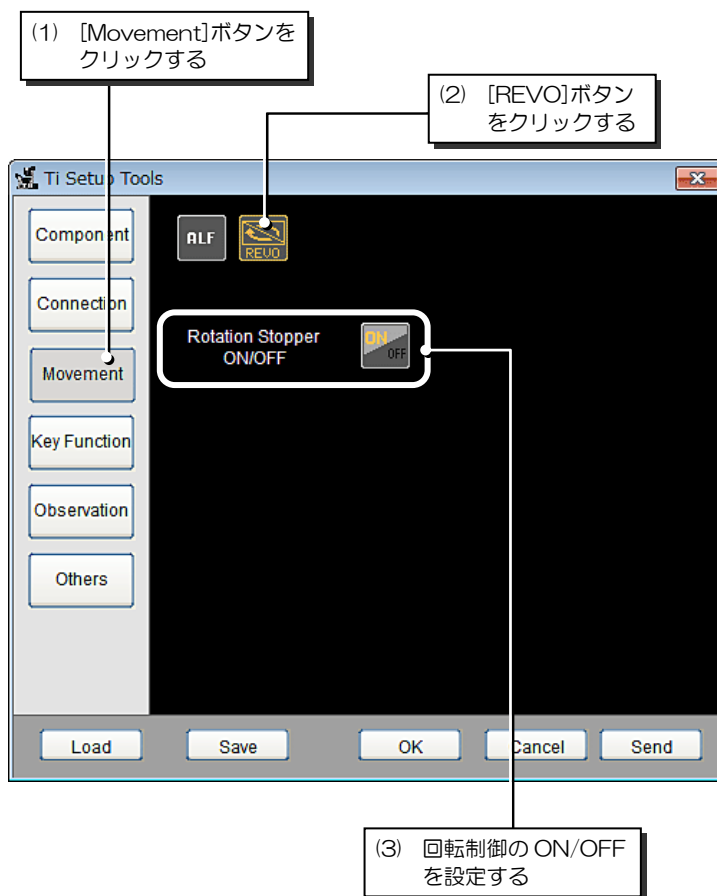 (1) [Movement]ボタンを
クリックする
(2) [REVO]ボタン
をクリックする
Ti Setup Tools
Component
ALF
REVO
Connection
Rotation Stopper
ON/OFF
ON
OFF
Movement
Key Function
Observation
Others
Load
Save
OK
Cancel
Send
(3) 回転制御の ON/OFF
を設定する